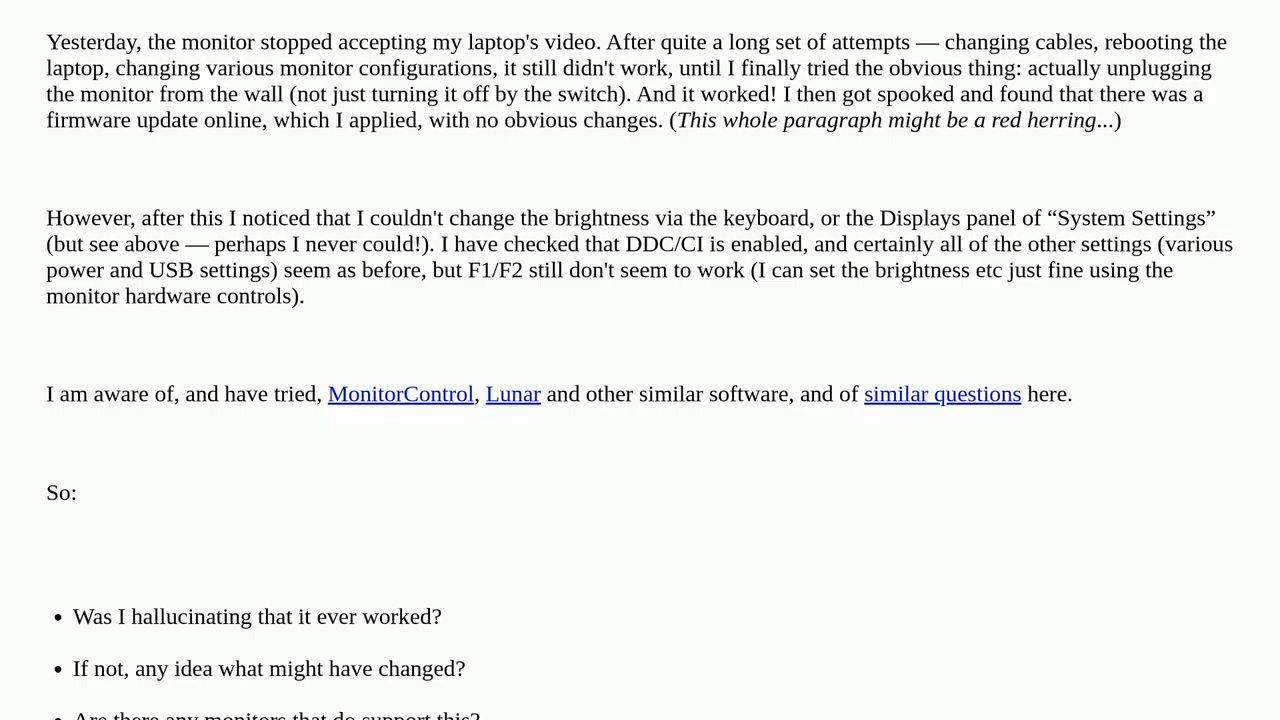 Yesterday, the monitor stopped accepting my laptop's video. After quite a long set of attempts — changing cables, rebooting the
laptop, changing various monitor configurations, it still didn't work, until I finally tried the obvious thing: actually unplugging
the monitor from the wall (not just turning it off by the switch). And it worked! I then got spooked and found that there was a
firmware update online, which I applied, with no obvious changes. (This whole paragraph might be a red herring...)
However, after this I noticed that I couldn't change the brightness via the keyboard, or the Displays panel of “System Settings”
(but see above — perhaps I never could!). I have checked that DDC/CI is enabled, and certainly all of the other settings (various
power and USB settings) seem as before, but F1/F2 still don't seem to work (I can set the brightness etc just fine using the
monitor hardware controls).
I am aware of, and have tried, MonitorControl, Lunar and other similar software, and of similar questions here.
So:
• Was I hallucinating that it ever worked?
• If not, any idea what might have changed?
• Are there any monitors that do support this?